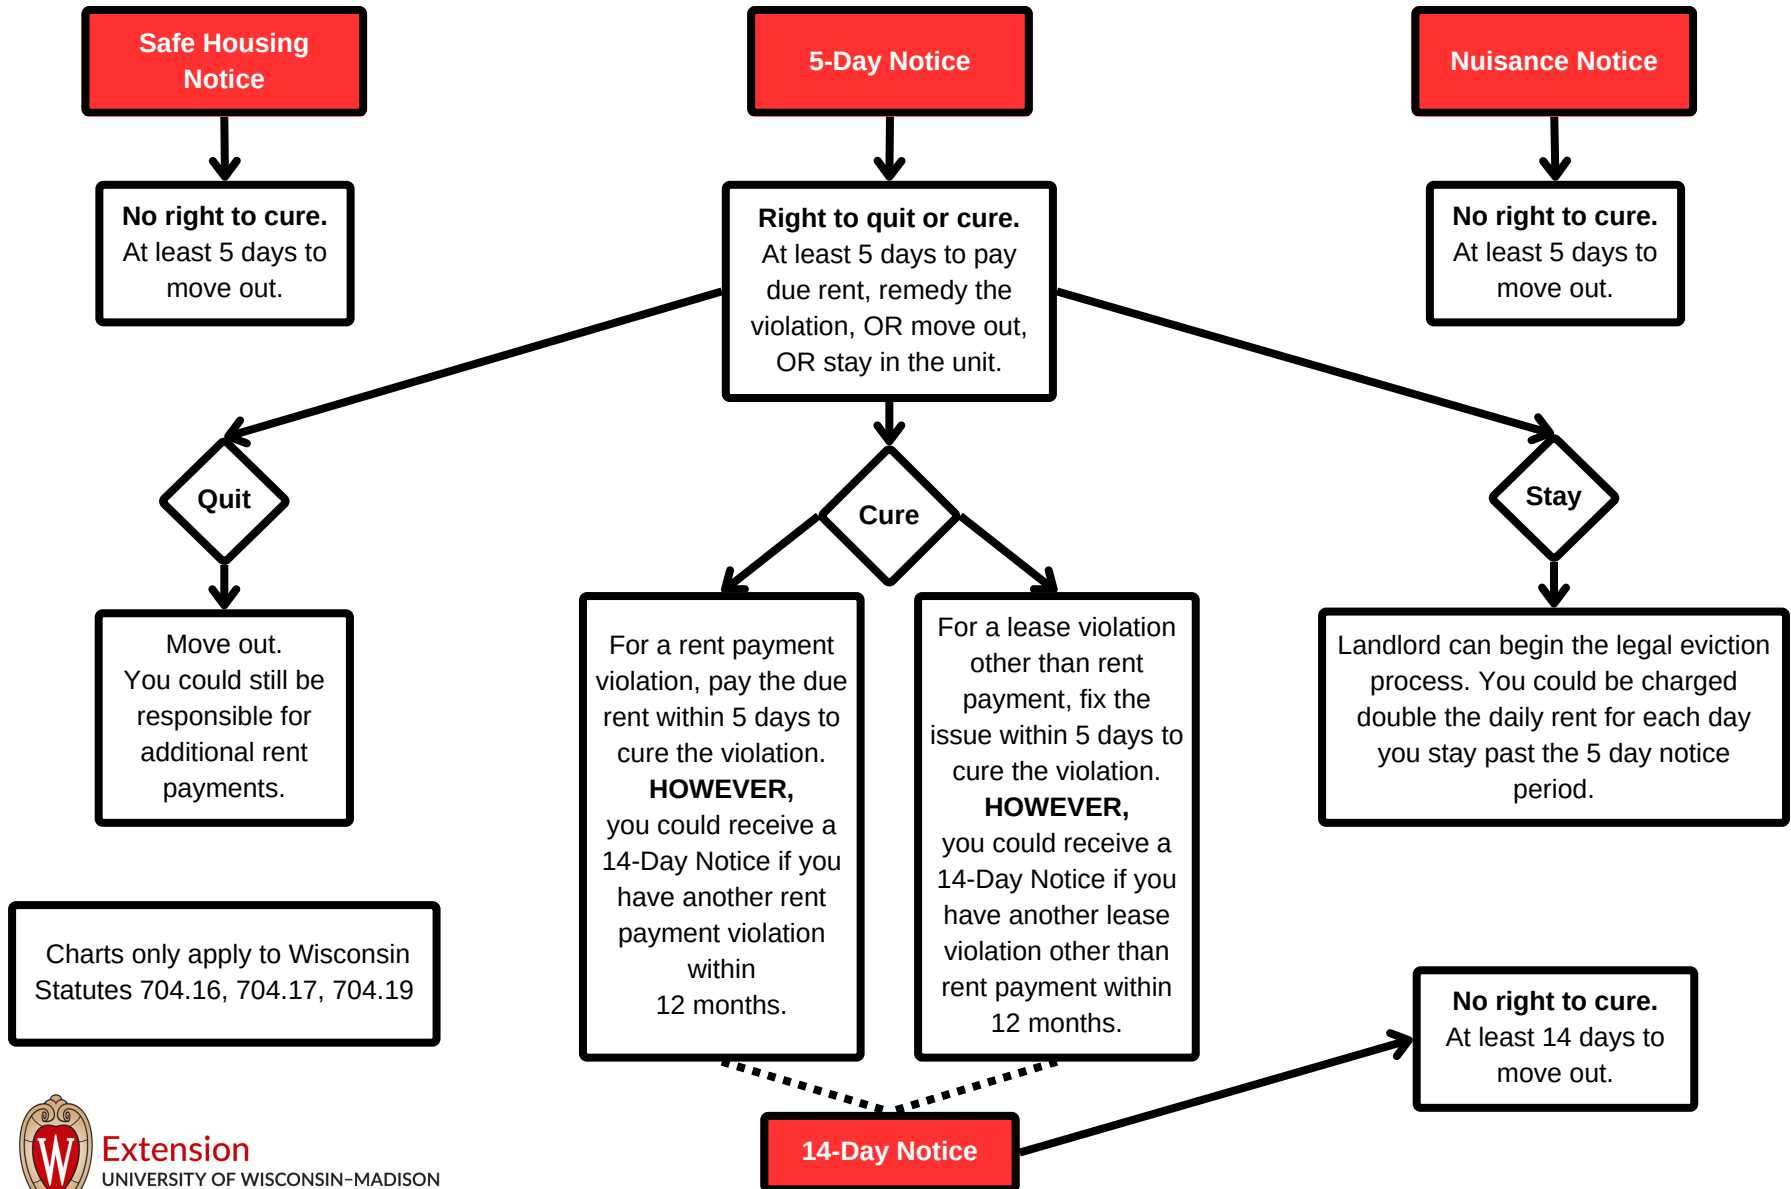 Safe Housing
Notice
5-Day Notice
Nuisance Notice
No right to cure.
At least 5 days to
move out.
Right to quit or cure.
At least 5 days to pay
due rent, remedy the
violation, OR move out,
OR stay in the unit.
No right to cure.
At least 5 days to
move out.
Quit
Cure
Stay
Move out.
You could still be
responsible for
additional rent
payments.
For a rent payment
violation, pay the due
rent within 5 days to
cure the violation.
HOWEVER,
you could receive a
14-Day Notice if you
have another rent
payment violation
within
12 months.
For a lease violation
other than rent
payment, fix the
issue within 5 days to
cure the violation.
HOWEVER,
you could receive a
14-Day Notice if you
have another lease
violation other than
rent payment within
12 months.
Landlord can begin the legal eviction
process. You could be charged
double the daily rent for each day
you stay past the 5 day notice
period.
Charts only apply to Wisconsin
Statutes 704.16, 704.17, 704.19
No right to cure.
At least 14 days to
move out.
14-Day Notice
W
Extension
UNIVERSITY OF WISCONSIN–MADISON